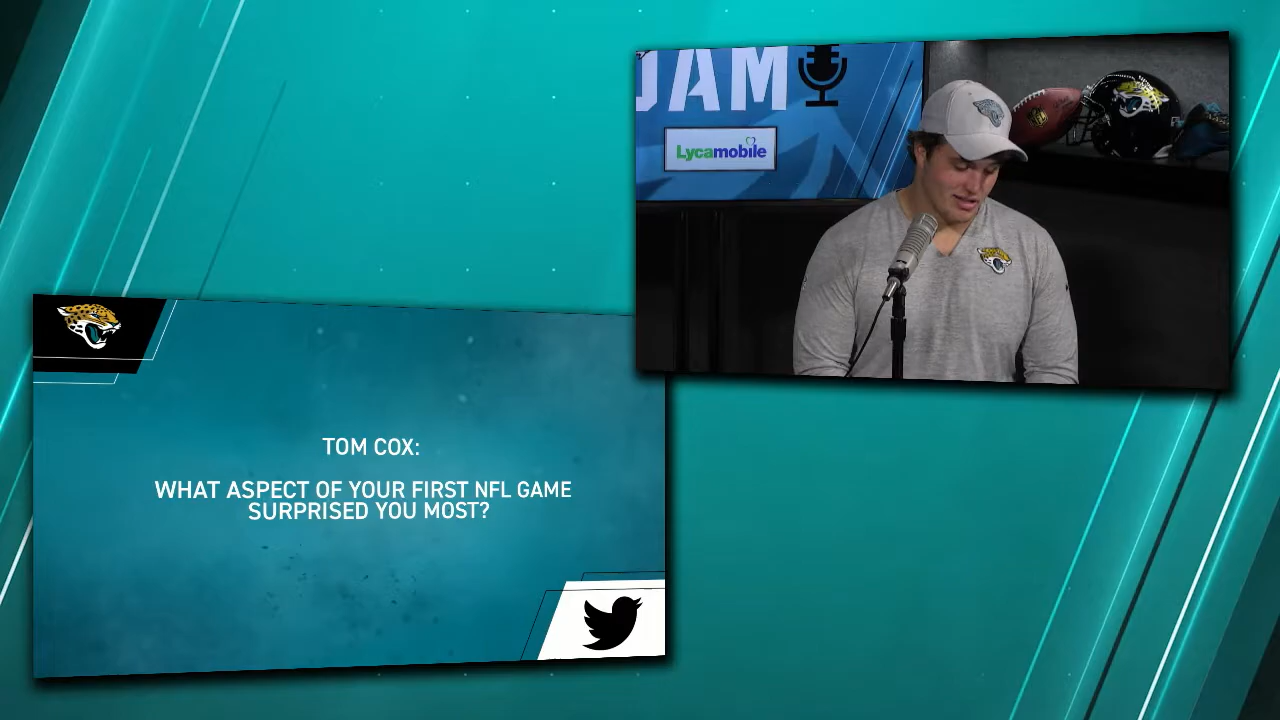 JAM
Lycamobile
TOM COX:
WHAT ASPECT OF YOUR FIRST NFL GAME
SURPRISED YOU MOST?